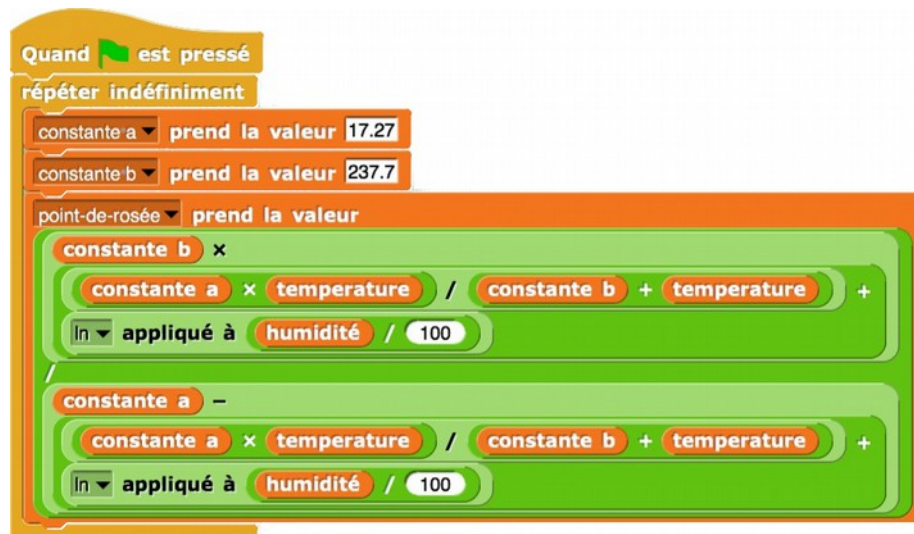 Quand est pressé
répéter indéfiniment
constante a prend la valeur 17.27
constante b prend la valeur 237.7
point-de-rosée prend la valeur
constante b ×
constante a × temperature / constante b + temperature +
ln appliqué à humidité / 100
/
constante a −
constante a × temperature / constante b + temperature +
ln appliqué à humidité / 100